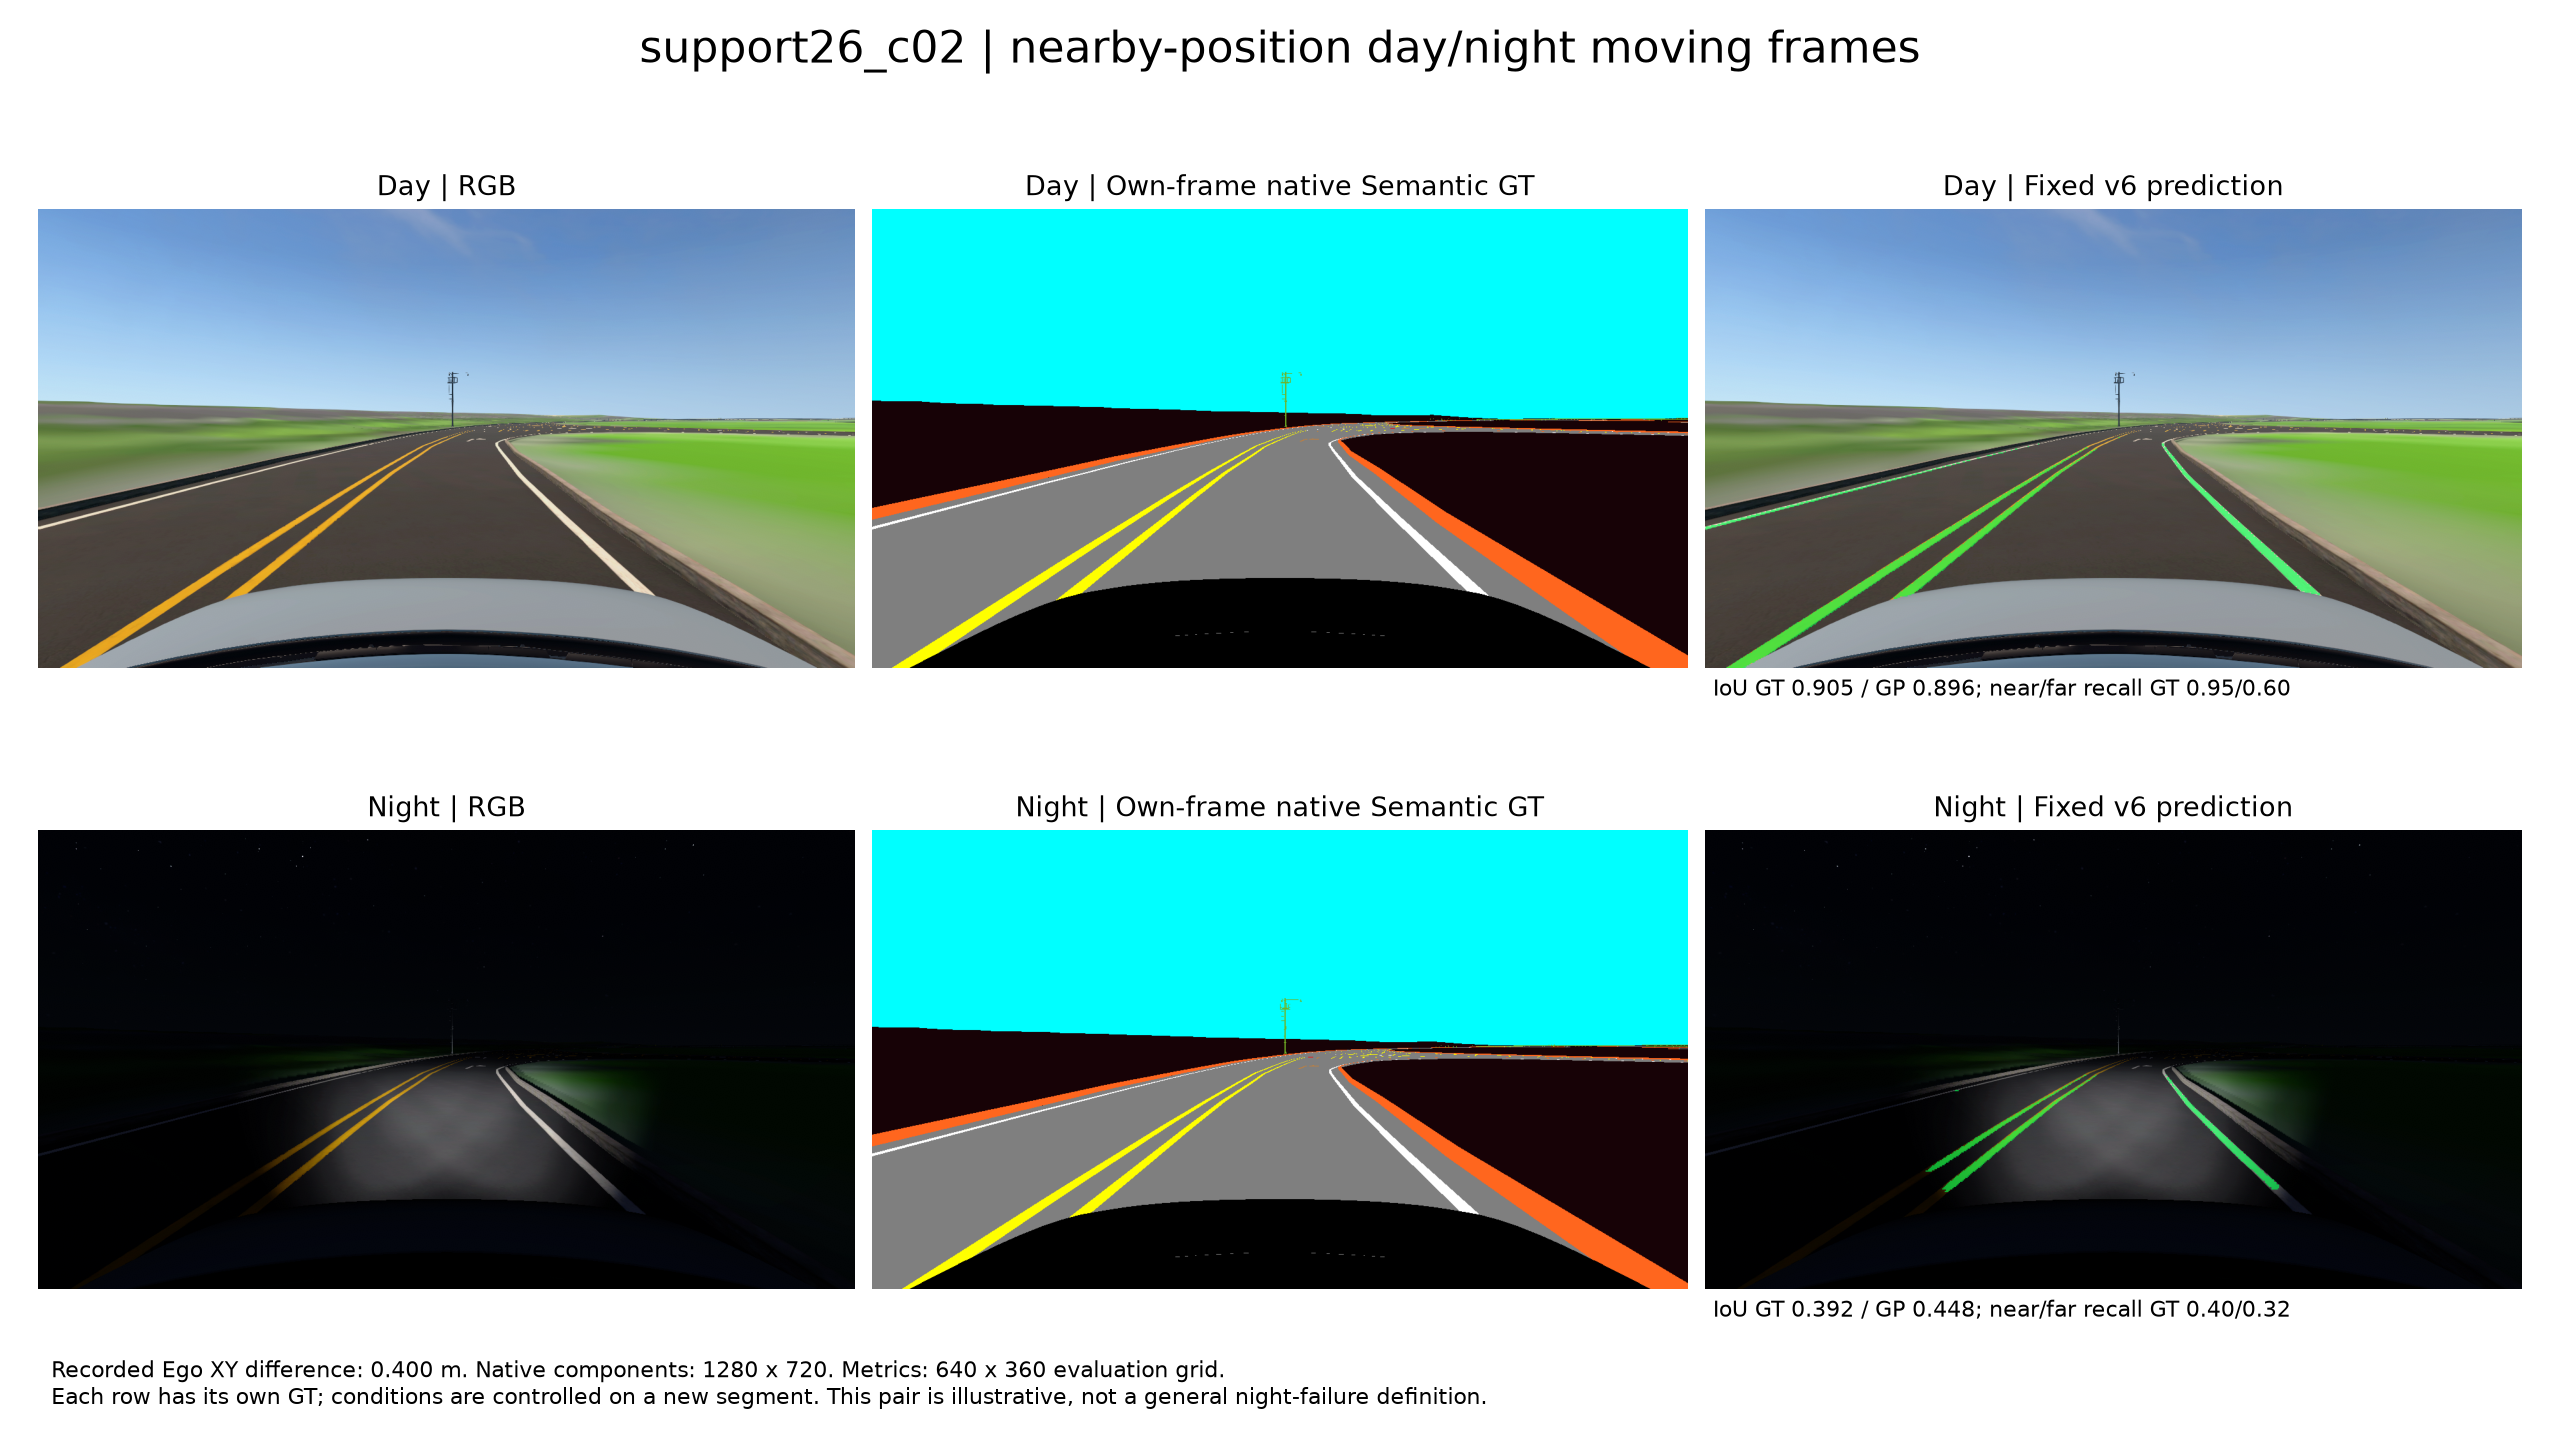 support26_c02 | nearby-position day/night moving frames
Day | RGB
Day | Own-frame native Semantic GT
Day | Fixed v6 prediction
IoU GT 0.905 / GP 0.896; near/far recall GT 0.95/0.60
Night | RGB
Night | Own-frame native Semantic GT
Night | Fixed v6 prediction
IoU GT 0.392 / GP 0.448; near/far recall GT 0.40/0.32
Recorded Ego XY difference: 0.400 m. Native components: 1280 x 720. Metrics: 640 x 360 evaluation grid.
Each row has its own GT; conditions are controlled on a new segment. This pair is illustrative, not a general night-failure definition.